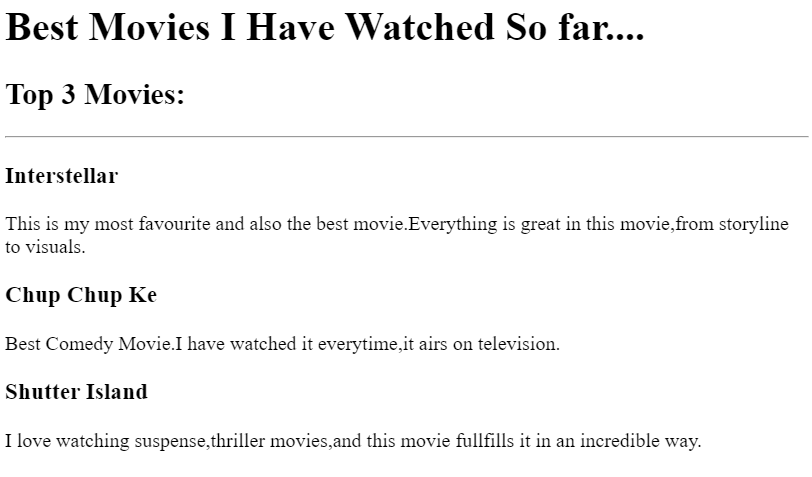 Best Movies I Have Watched So far....
Top 3 Movies:
Interstellar
This is my most favourite and also the best movie.Everything is great in this movie,from storyline
to visuals.
Chup Chup Ke
Best Comedy Movie.I have watched it everytime,it airs on television.
Shutter Island
I love watching suspense,thriller movies,and this movie fullfills it in an incredible way.